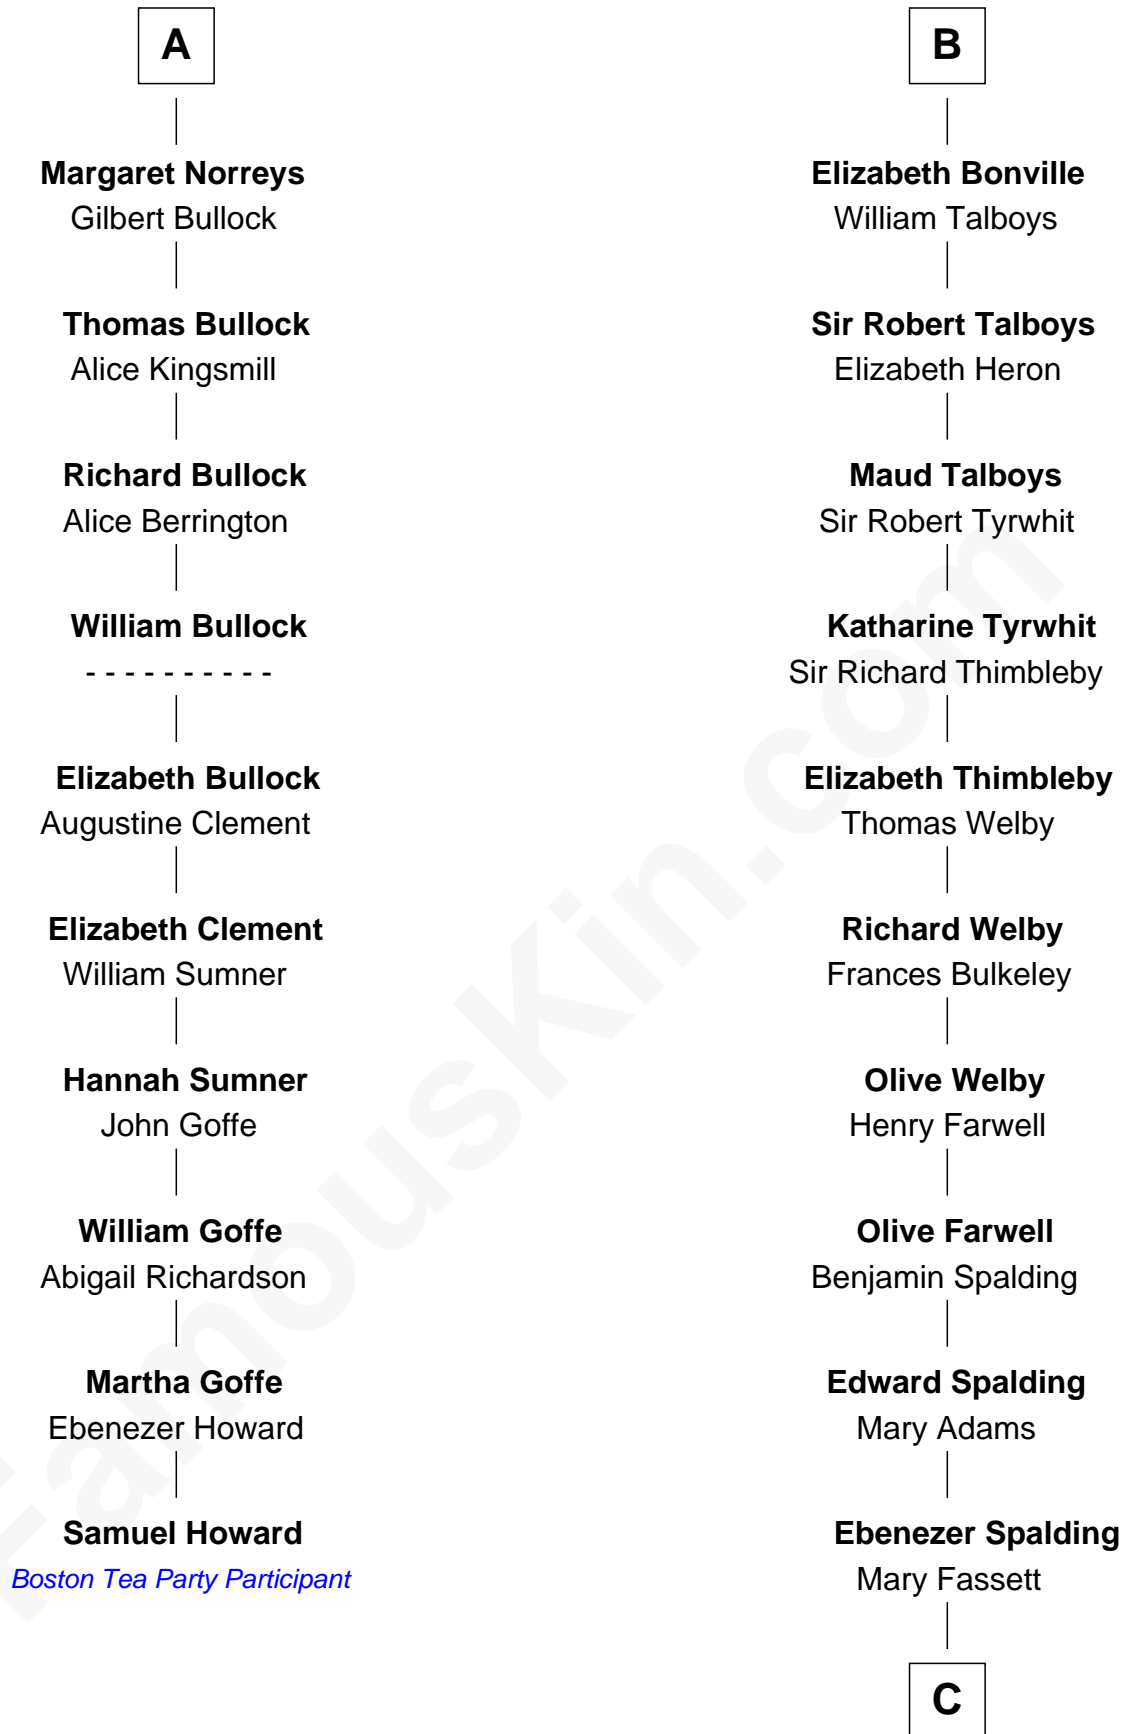 A
Margaret Norreys
Gilbert Bullock
Thomas Bullock
Alice Kingsmill
Richard Bullock
Alice Berrington
William Bullock
- - - - - - - - - -
Elizabeth Bullock
Augustine Clement
Elizabeth Clement
William Sumner
Hannah Sumner
John Goffe
William Goffe
Abigail Richardson
Martha Goffe
Ebenezer Howard
Samuel Howard
Boston Tea Party Participant
B
Elizabeth Bonville
William Talboys
Sir Robert Talboys
Elizabeth Heron
Maud Talboys
Sir Robert Tyrwhit
Katharine Tyrwhit
Sir Richard Thimbleby
Elizabeth Thimbleby
Thomas Welby
Richard Welby
Frances Bulkeley
Olive Welby
Henry Farwell
Olive Farwell
Benjamin Spalding
Edward Spalding
Mary Adams
Ebenezer Spalding
Mary Fassett
C
FamousKin.com